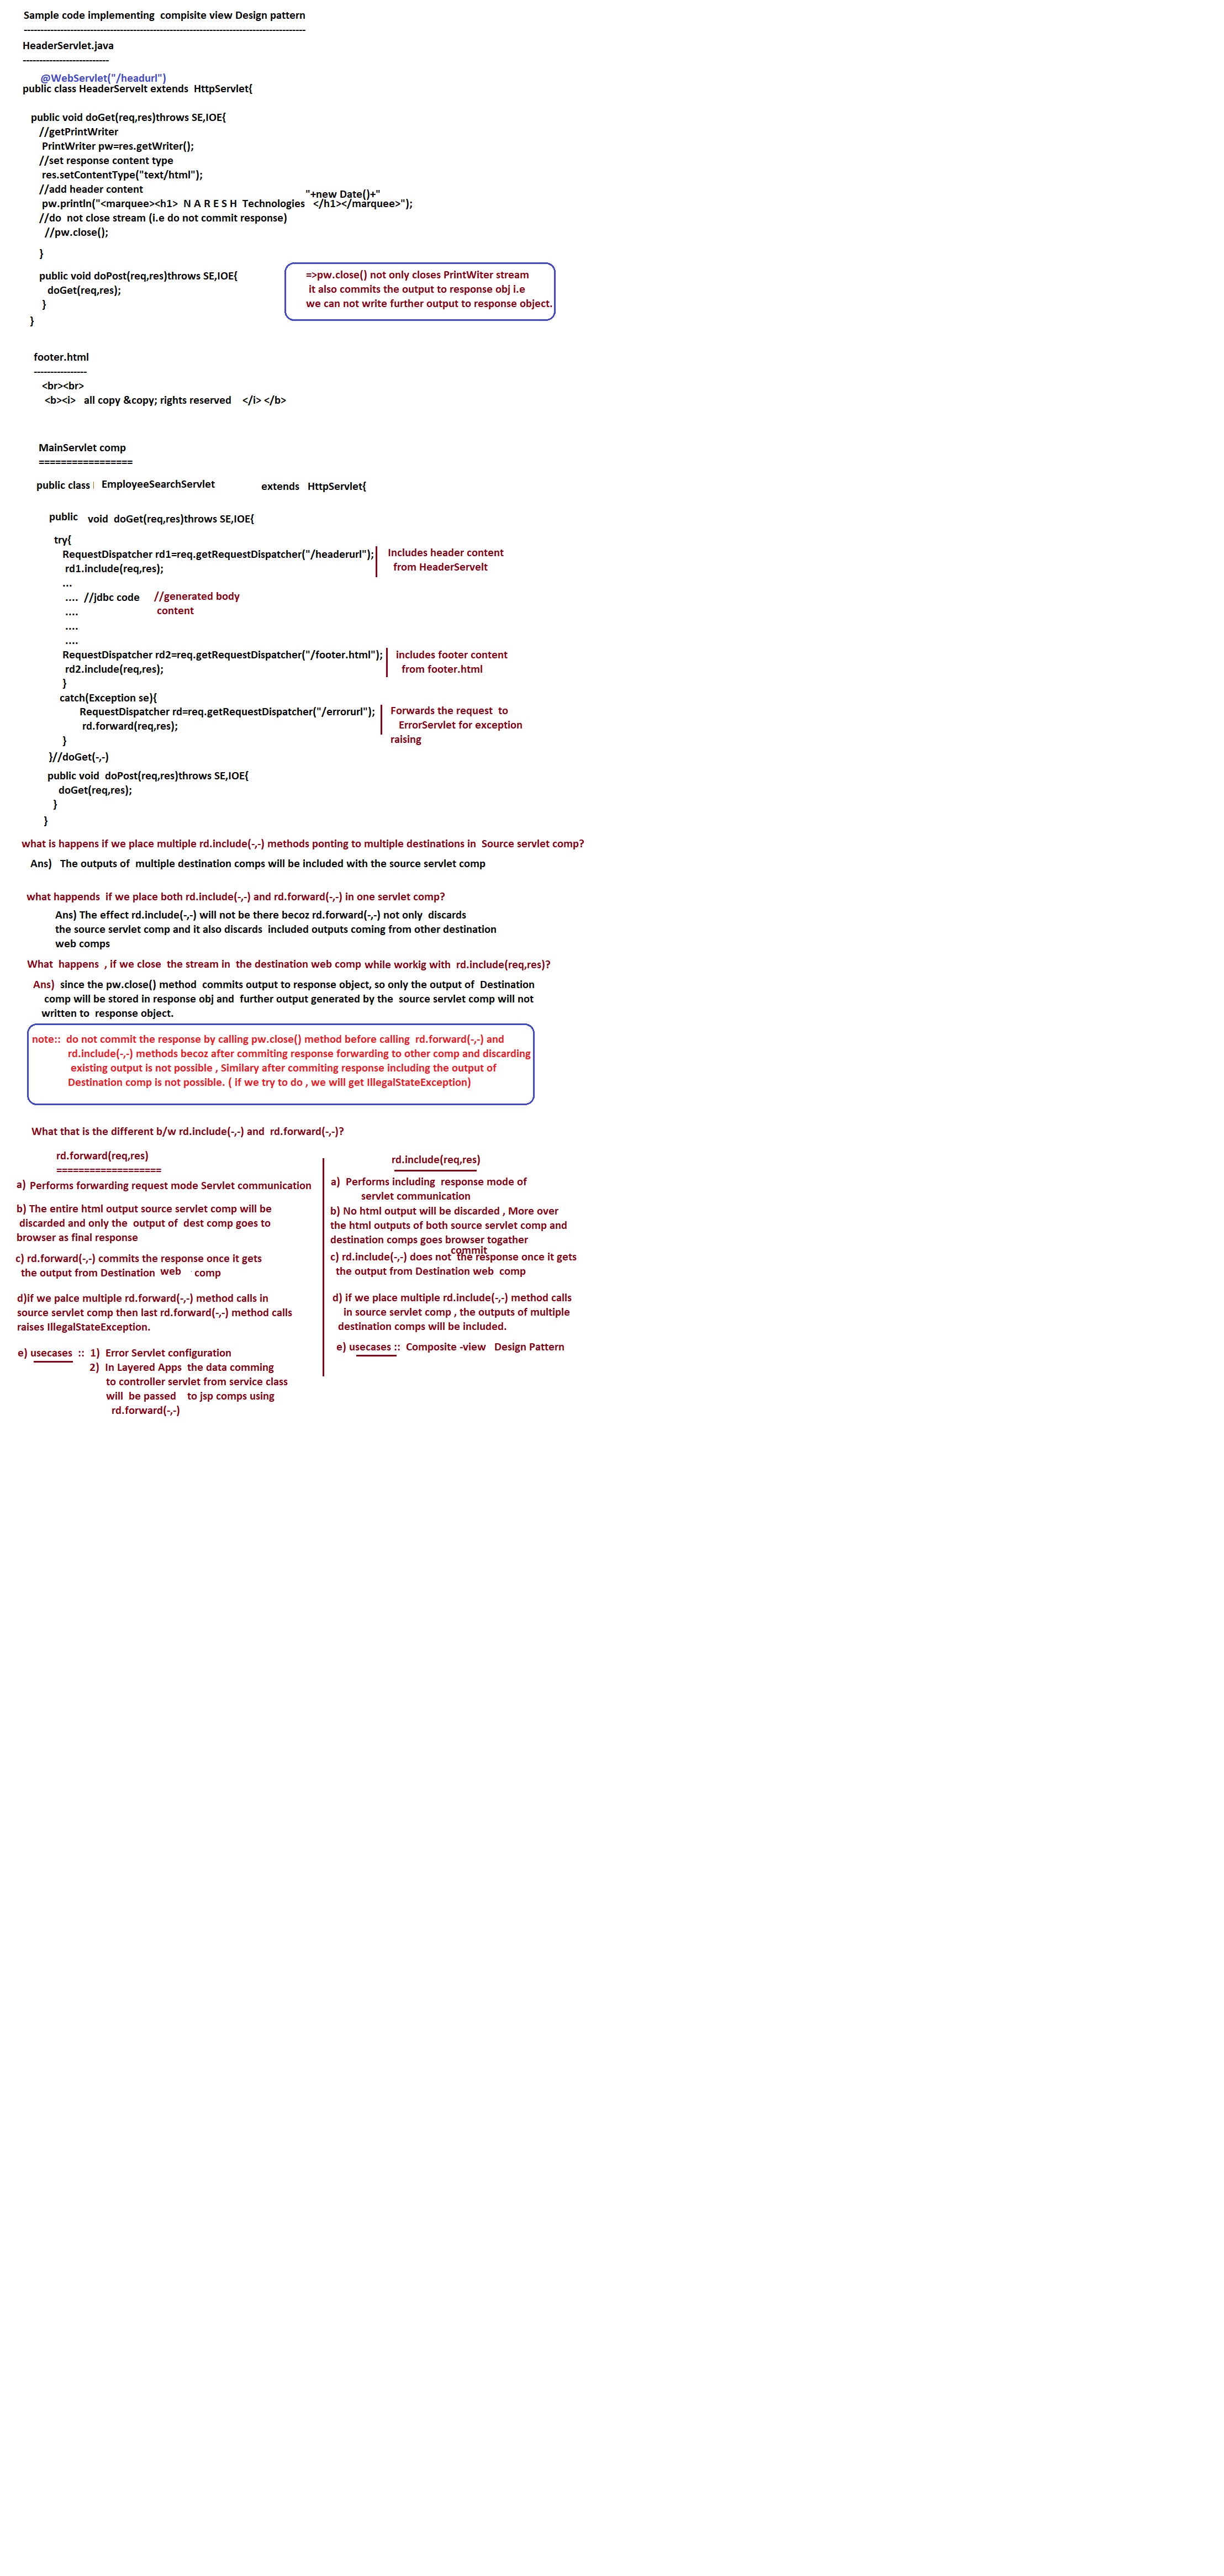 Sample code implementing  compisite view Design pattern
-------------------------------------------------------------------------------------
HeaderServlet.java
--------------------------
@WebServlet("/headurl")
public class HeaderServelt extends  HttpServlet{
public void doGet(req,res)throws SE,IOE{
//getPrintWriter
PrintWriter pw=res.getWriter();
//set response content type
res.setContentType("text/html");
//add header content
"+new Date()+"
pw.println("<marquee><h1>  N A R E S H  Technologies   </h1></marquee>");
//do  not close stream (i.e do not commit response)
//pw.close();
}
public void doPost(req,res)throws SE,IOE{
doGet(req,res);
}
}
=>pw.close() not only closes PrintWiter stream
it also commits the output to response obj i.e
we can not write further output to response object.
footer.html
----------------
<br><br>
<b><i>   all copy &copy; rights reserved    </i> </b>
MainServlet comp
=================
public class EmployeeSearchServlet extends   HttpServlet{
public void  doGet(req,res)throws SE,IOE{
try{
RequestDispatcher rd1=req.getRequestDispatcher("/headerurl"); Includes header content
rd1.include(req,res); from HeaderServelt
...
....  //jdbc code //generated body
.... content
....
....
RequestDispatcher rd2=req.getRequestDispatcher("/footer.html"); includes footer content
rd2.include(req,res); from footer.html
}
catch(Exception se){
RequestDispatcher rd=req.getRequestDispatcher("/errorurl"); Forwards the request  to
rd.forward(req,res); ErrorServlet for exception
} raising
}//doGet(-,-)
public void  doPost(req,res)throws SE,IOE{
doGet(req,res);
}
}
what is happens if we place multiple rd.include(-,-) methods ponting to multiple destinations in  Source servlet comp?
Ans)   The outputs of  multiple destination comps will be included with the source servlet comp
what happends  if we place both rd.include(-,-) and rd.forward(-,-) in one servlet comp?
Ans) The effect rd.include(-,-) will not be there becoz rd.forward(-,-) not only  discards
the source servlet comp and it also discards  included outputs coming from other destination
web comps
What  happens  , if we close  the stream in  the destination web comp while workig with  rd.include(req,res)?
Ans)  since the pw.close() method  commits output to response object, so only the output of  Destination
comp will be stored in response obj and  further output generated by the  source servlet comp will not
written to  response object.
note::  do not commit the response by calling pw.close() method before calling  rd.forward(-,-) and
rd.include(-,-) methods becoz after commiting response forwarding to other comp and discarding
existing output is not possible , Similary after commiting response including the output of
Destination comp is not possible. ( if we try to do , we will get IllegalStateException)
What that is the different b/w rd.include(-,-) and  rd.forward(-,-)?
rd.forward(req,res)
===================
a) Performs forwarding request mode Servlet communication
b) The entire html output source servlet comp will be
discarded and only the  output of  dest comp goes to
browser as final response
c) rd.forward(-,-) commits the response once it gets
the output from Destination web comp
d)if we palce multiple rd.forward(-,-) method calls in
source servlet comp then last rd.forward(-,-) method calls
raises IllegalStateException.
e) usecases  ::  1)  Error Servlet configuration
2)  In Layered Apps  the data comming
to controller servlet from service class
will  be passed    to jsp comps using
rd.forward(-,-)
rd.include(req,res)
a)  Performs including  response mode of
servlet communication
b) No html output will be discarded , More over
the html outputs of both source servlet comp and
destination comps goes browser togather
commit
c) rd.include(-,-) does not  the response once it gets
the output from Destination web  comp
d) if we place multiple rd.include(-,-) method calls
in source servlet comp , the outputs of multiple
destination comps will be included.
e) usecases ::  Composite -view   Design Pattern